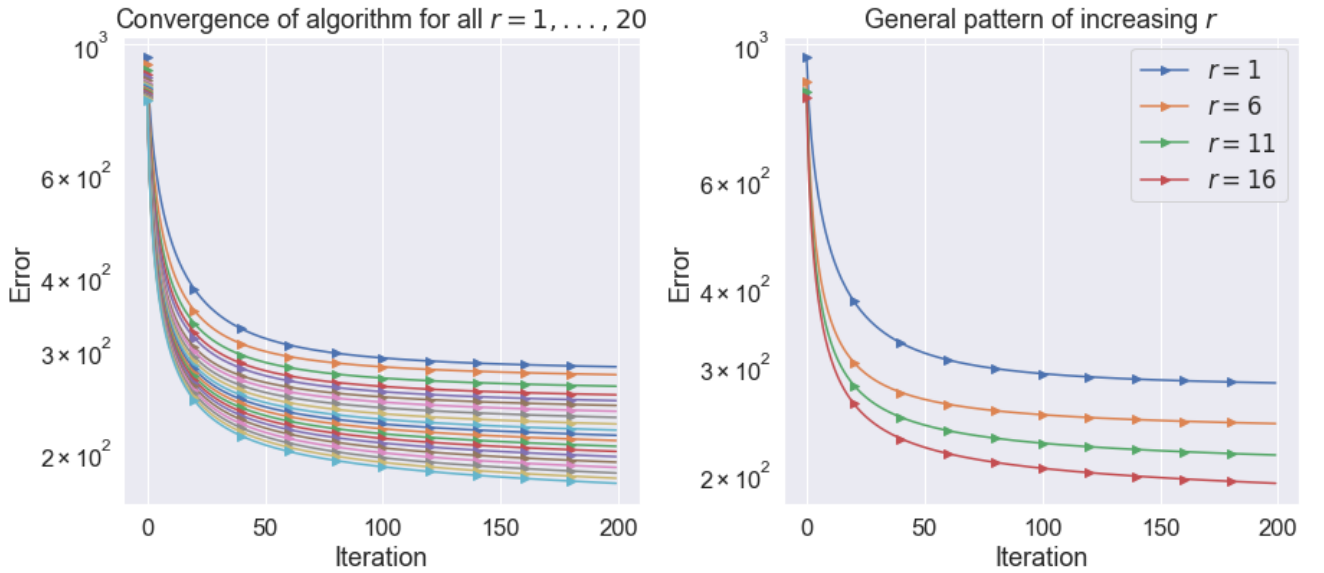 Convergence of algorithm for all r = 1, . . . , 20
10³
6 × 10²
4 × 10²
3 × 10²
2 × 10²
Error
0 50 100 150 200
Iteration
General pattern of increasing r
10³
6 × 10²
4 × 10²
3 × 10²
2 × 10²
Error
r = 1
r = 6
r = 11
r = 16
0 50 100 150 200
Iteration